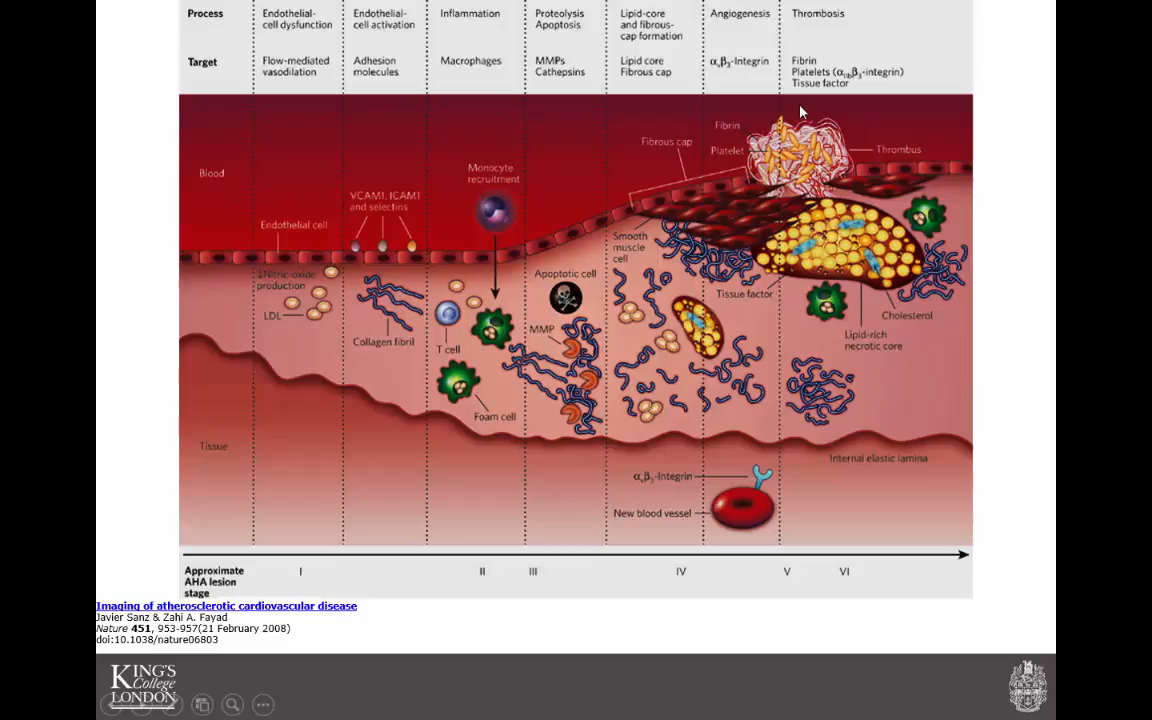 Process
Endothelial-
cell dysfunction
Endothelial-
cell activation
Inflammation
Proteolysis
Apoptosis
Lipid-core
and fibrous-
cap formation
Angiogenesis
Thrombosis
Target
Flow-mediated
vasodilation
Adhesion
molecules
Macrophages
MMPs
Cathepsins
Lipid core
Fibrous cap
αvβ3-Integrin
Fibrin
Platelets (αIIbβ3-integrin)
Tissue factor
Blood
Endothelial cell
VCAM1, ICAM1
and selectins
Monocyte
recruitment
Fibrous cap
Fibrin
Platelet
Thrombus
↓Nitric-oxide
production
LDL
Collagen fibril
T cell
Foam cell
Apoptotic cell
MMP
Smooth
muscle
cell
Tissue factor
Cholesterol
Lipid-rich
necrotic core
Tissue
Internal elastic lamina
αvβ3-Integrin
New blood vessel
Approximate
AHA lesion
stage
I
II
III
IV
V
VI
Imaging of atherosclerotic cardiovascular disease
Javier Sanz & Zahi A. Fayad
Nature 451, 953-957(21 February 2008)
doi:10.1038/nature06803
KING'S
College
LONDON